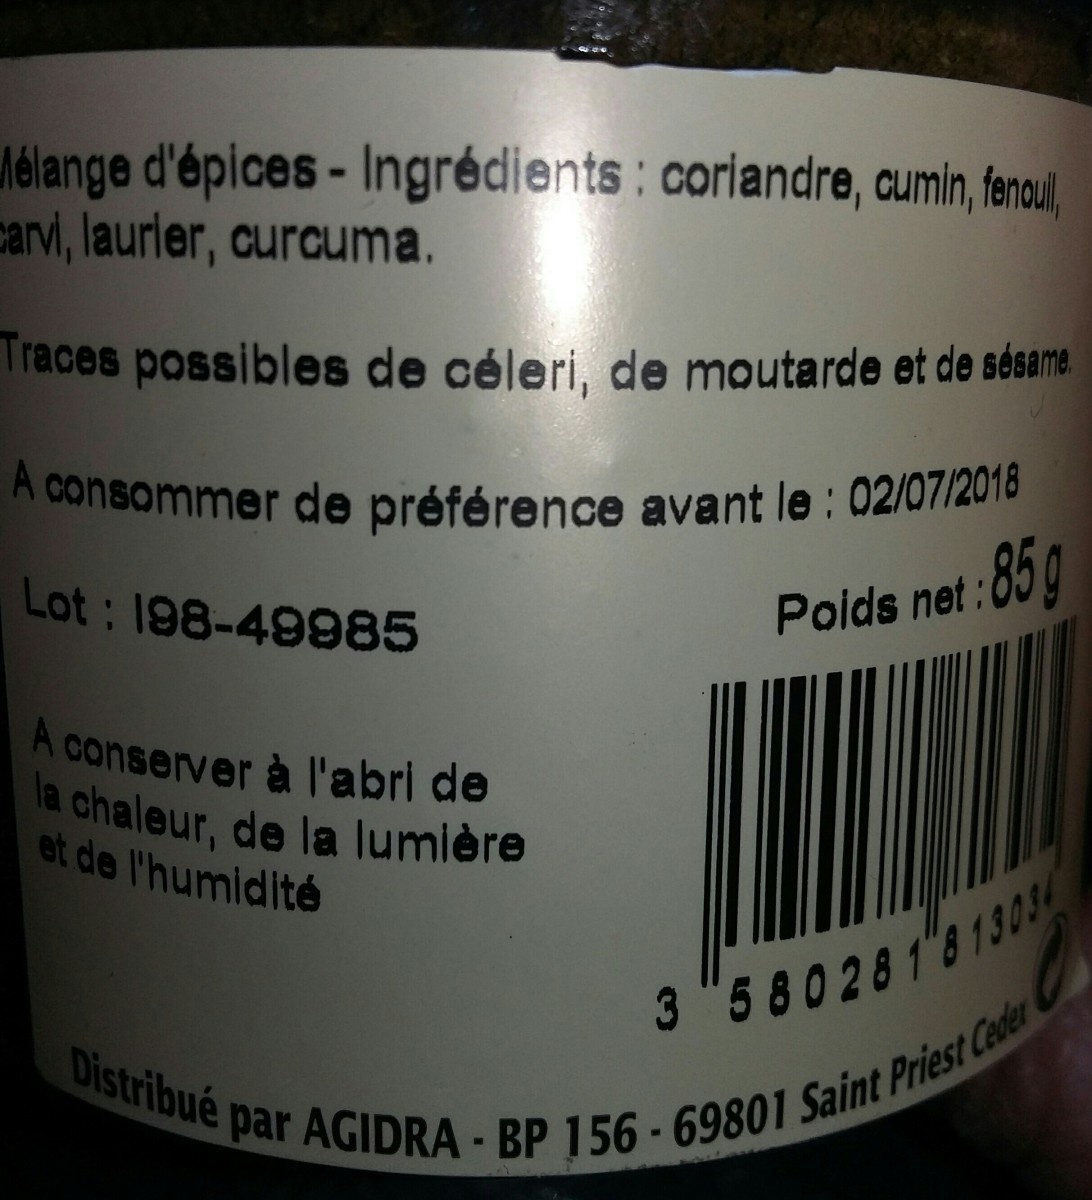 Mélange d'épices - Ingrédients : coriandre, cumin, fenouil,
carvi, laurier, curcuma.
Traces possibles de céleri, de moutarde et de sésame.
A consommer de préférence avant le : 02/07/2018
Lot : I98-49985
Poids net : 85 g
A conserver à l'abri de
la chaleur, de la lumière
et de l'humidité
3 580281 813034
Distribué par AGIDRA - BP 156 - 69801 Saint Priest Cedex